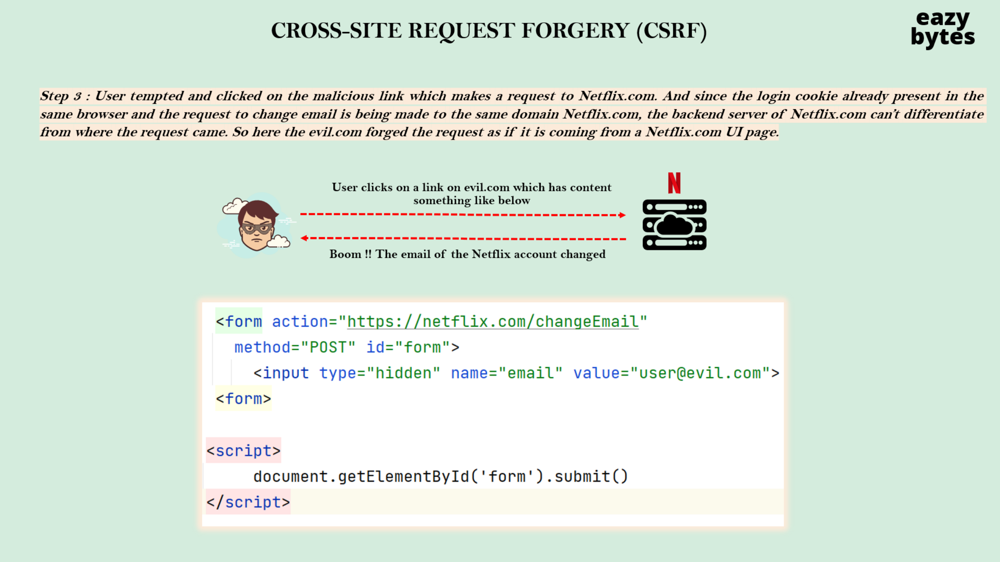 CROSS-SITE REQUEST FORGERY (CSRF)
eazy
bytes
Step 3 : User tempted and clicked on the malicious link which makes a request to Netflix.com. And since the login cookie already present in the
same browser and the request to change email is being made to the same domain Netflix.com, the backend server of Netflix.com can't differentiate
from where the request came. So here the evil.com forged the request as if it is coming from a Netflix.com UI page.
User clicks on a link on evil.com which has content
something like below
N
Boom !! The email of the Netflix account changed
<form action="https://netflix.com/changeEmail"
method="POST" id="form">
<input type="hidden" name="email" value="user@evil.com">
<form>
<script>
document.getElementById('form').submit()
</script>